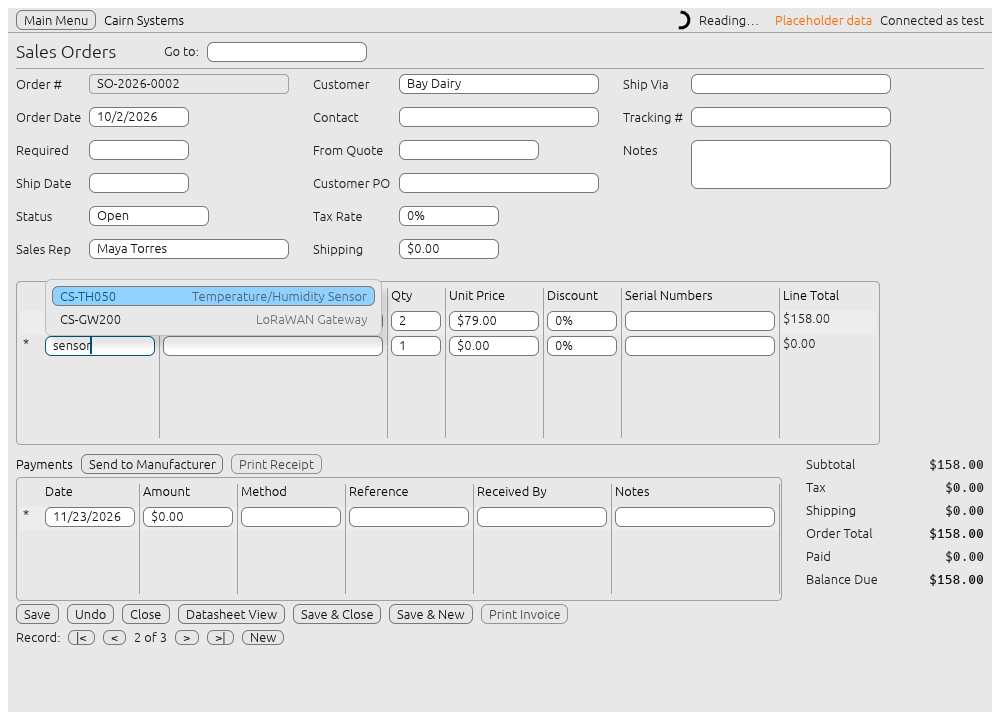 Main Menu Cairn Systems Reading... Placeholder data Connected as test
Sales Orders Go to:
Order # SO-2026-0002 Customer Bay Dairy Ship Via
Order Date 10/2/2026 Contact Tracking #
Required From Quote Notes
Ship Date Customer PO
Status Open Tax Rate 0%
Sales Rep Maya Torres Shipping $0.00
Qty Unit Price Discount Serial Numbers Line Total
CS-TH050 Temperature/Humidity Sensor
CS-GW200 LoRaWAN Gateway 2 $79.00 0% $158.00
* sensor 1 $0.00 0% $0.00
Payments Send to Manufacturer Print Receipt
Date Amount Method Reference Received By Notes
* 11/23/2026 $0.00
Subtotal $158.00
Tax $0.00
Shipping $0.00
Order Total $158.00
Paid $0.00
Balance Due $158.00
Save Undo Close Datasheet View Save & Close Save & New Print Invoice
Record: |< < 2 of 3 > >| New